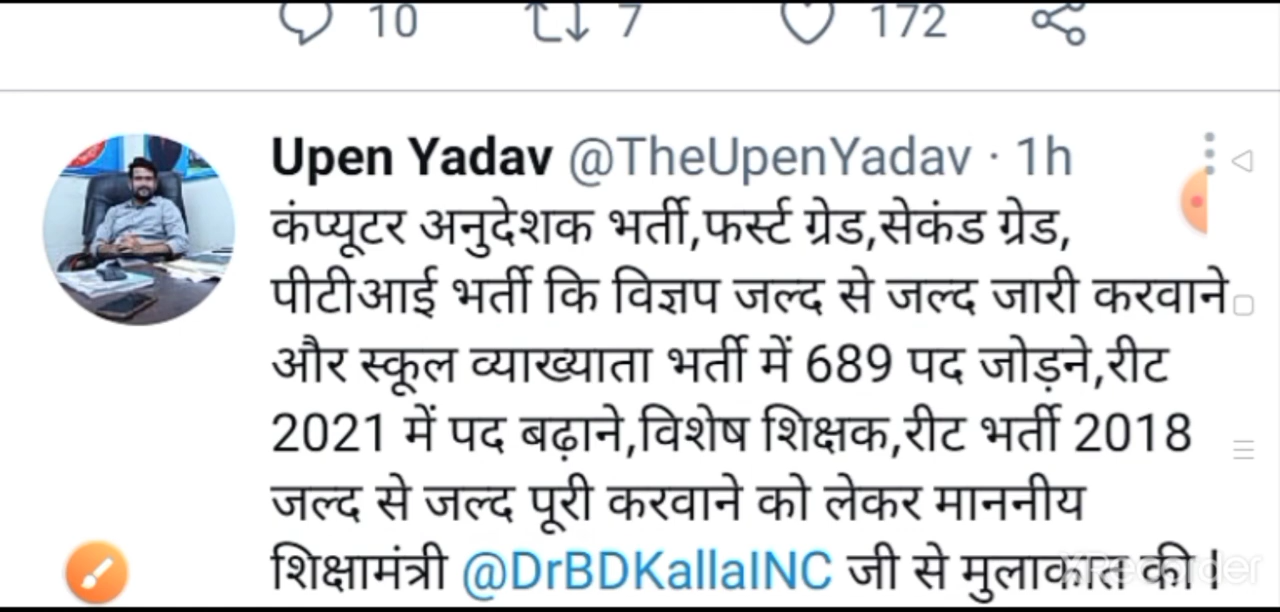 10 7 172
Upen Yadav @TheUpenYadav · 1h
कंप्यूटर अनुदेशक भर्ती,फर्स्ट ग्रेड,सेकंड ग्रेड,
पीटीआई भर्ती कि विज्ञप जल्द से जल्द जारी करवाने
और स्कूल व्याख्याता भर्ती में 689 पद जोड़ने,रीट
2021 में पद बढ़ाने,विशेष शिक्षक,रीट भर्ती 2018
जल्द से जल्द पूरी करवाने को लेकर माननीय
शिक्षामंत्री @DrBDKallaINC जी से मुलाकात की !
XRecorder